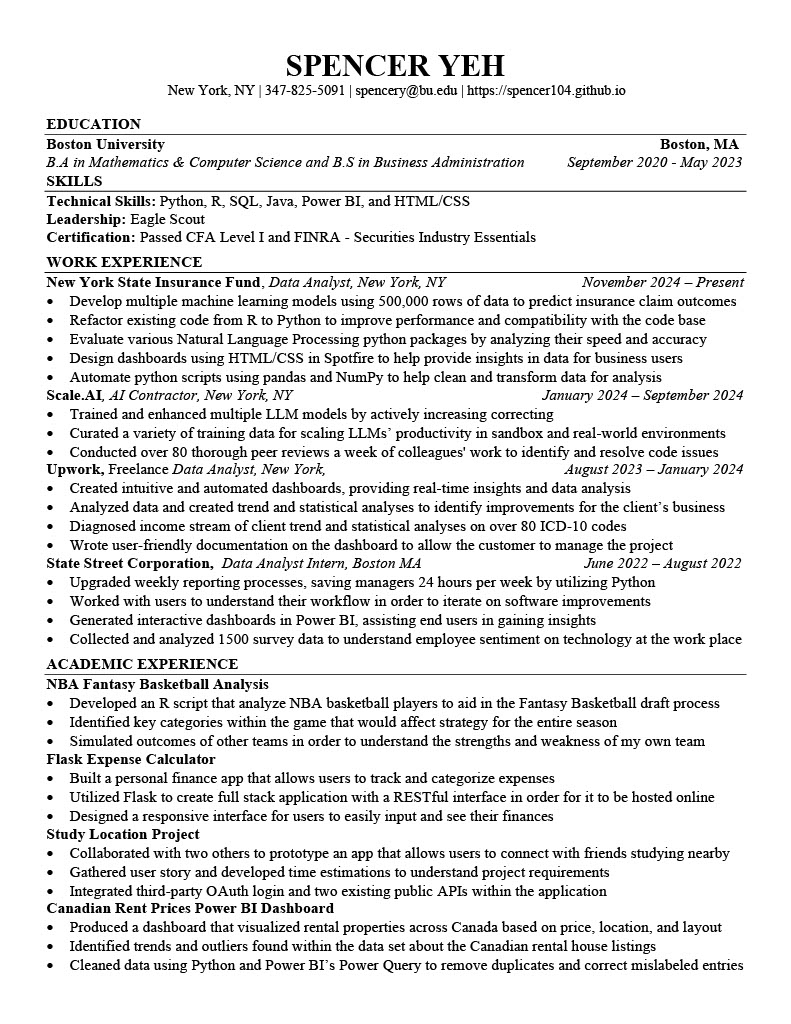 SPENCER YEH
New York, NY | 347-825-5091 | spencery@bu.edu | https://spencer104.github.io
EDUCATION
Boston University Boston, MA
B.A in Mathematics & Computer Science and B.S in Business Administration September 2020 - May 2023
SKILLS
Technical Skills: Python, R, SQL, Java, Power BI, and HTML/CSS
Leadership: Eagle Scout
Certification: Passed CFA Level I and FINRA - Securities Industry Essentials
WORK EXPERIENCE
New York State Insurance Fund, Data Analyst, New York, NY November 2024 – Present
• Develop multiple machine learning models using 500,000 rows of data to predict insurance claim outcomes
• Refactor existing code from R to Python to improve performance and compatibility with the code base
• Evaluate various Natural Language Processing python packages by analyzing their speed and accuracy
• Design dashboards using HTML/CSS in Spotfire to help provide insights in data for business users
• Automate python scripts using pandas and NumPy to help clean and transform data for analysis
Scale.AI, AI Contractor, New York, NY January 2024 – September 2024
• Trained and enhanced multiple LLM models by actively increasing correcting
• Curated a variety of training data for scaling LLMs’ productivity in sandbox and real-world environments
• Conducted over 80 thorough peer reviews a week of colleagues' work to identify and resolve code issues
Upwork, Freelance Data Analyst, New York, August 2023 – January 2024
• Created intuitive and automated dashboards, providing real-time insights and data analysis
• Analyzed data and created trend and statistical analyses to identify improvements for the client’s business
• Diagnosed income stream of client trend and statistical analyses on over 80 ICD-10 codes
• Wrote user-friendly documentation on the dashboard to allow the customer to manage the project
State Street Corporation, Data Analyst Intern, Boston MA June 2022 – August 2022
• Upgraded weekly reporting processes, saving managers 24 hours per week by utilizing Python
• Worked with users to understand their workflow in order to iterate on software improvements
• Generated interactive dashboards in Power BI, assisting end users in gaining insights
• Collected and analyzed 1500 survey data to understand employee sentiment on technology at the work place
ACADEMIC EXPERIENCE
NBA Fantasy Basketball Analysis
• Developed an R script that analyze NBA basketball players to aid in the Fantasy Basketball draft process
• Identified key categories within the game that would affect strategy for the entire season
• Simulated outcomes of other teams in order to understand the strengths and weakness of my own team
Flask Expense Calculator
• Built a personal finance app that allows users to track and categorize expenses
• Utilized Flask to create full stack application with a RESTful interface in order for it to be hosted online
• Designed a responsive interface for users to easily input and see their finances
Study Location Project
• Collaborated with two others to prototype an app that allows users to connect with friends studying nearby
• Gathered user story and developed time estimations to understand project requirements
• Integrated third-party OAuth login and two existing public APIs within the application
Canadian Rent Prices Power BI Dashboard
• Produced a dashboard that visualized rental properties across Canada based on price, location, and layout
• Identified trends and outliers found within the data set about the Canadian rental house listings
• Cleaned data using Python and Power BI’s Power Query to remove duplicates and correct mislabeled entries